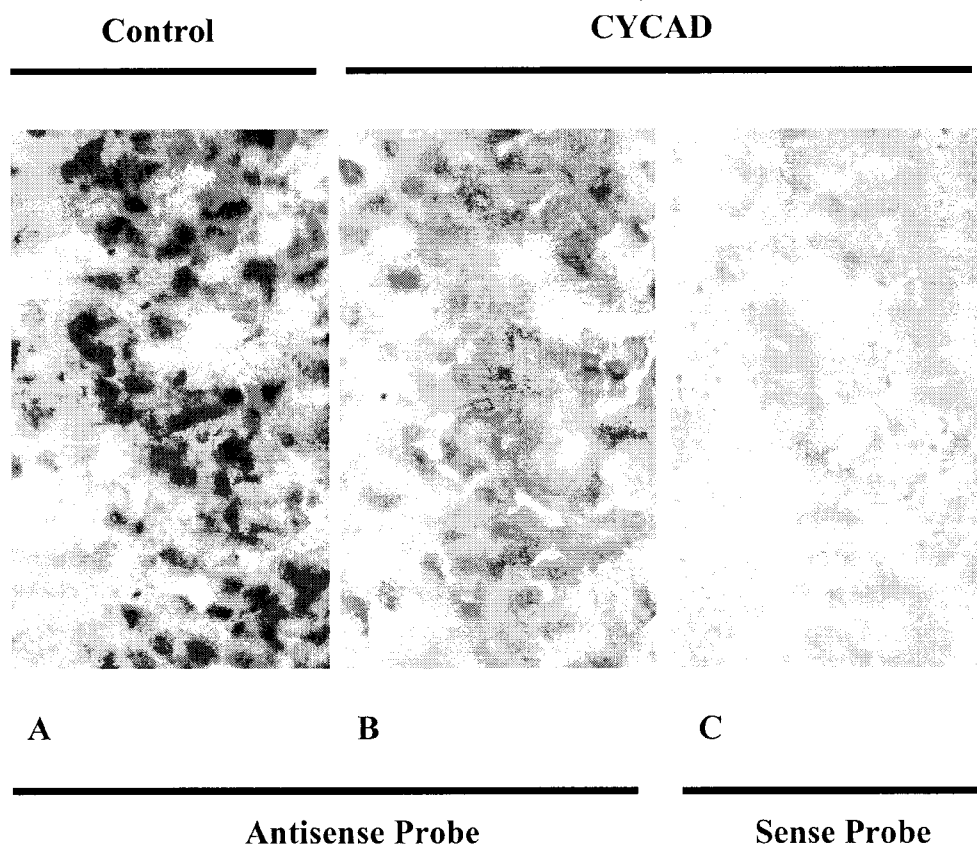 Control
CYCAD
A
B
C
Antisense Probe
Sense Probe